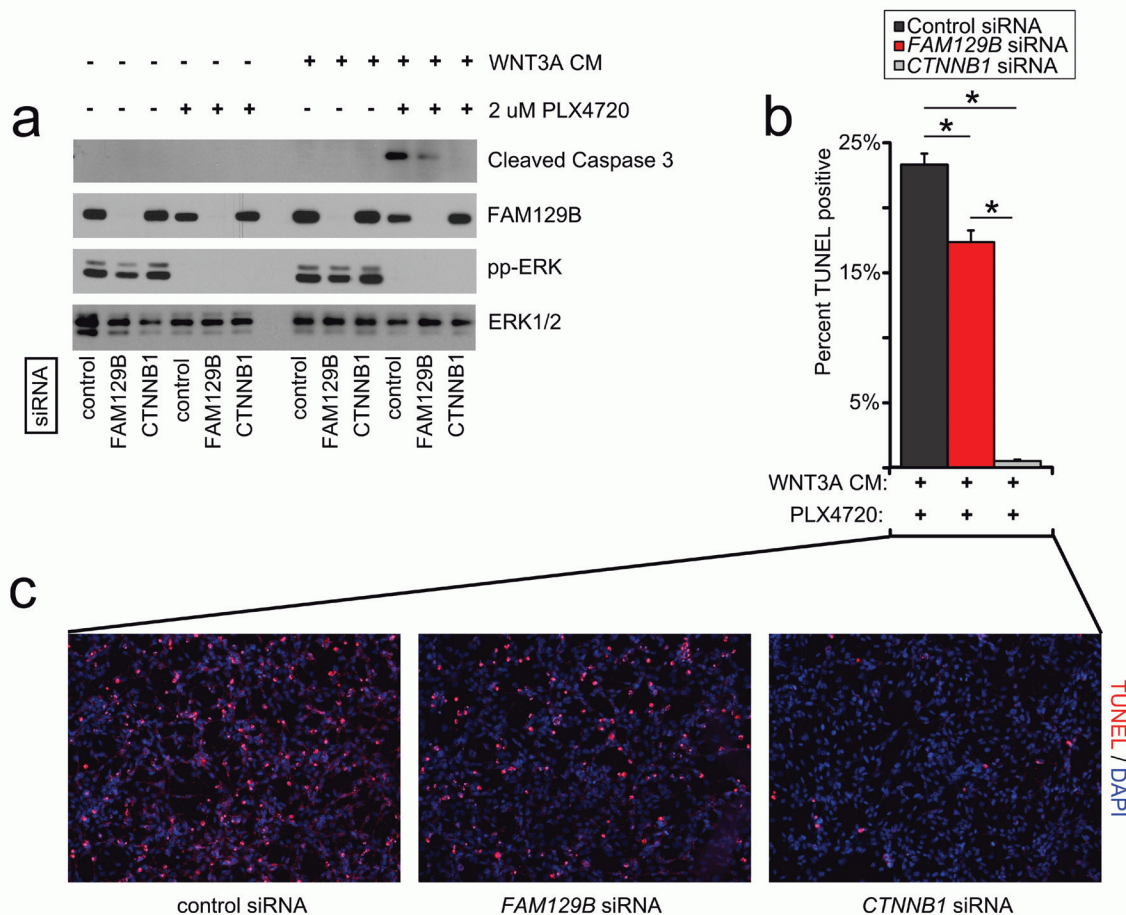 a
- - - - - - + + + + + + WNT3A CM
- - - + + + - - - + + + 2 uM PLX4720
Cleaved Caspase 3
FAM129B
pp-ERK
ERK1/2
siRNA
control
FAM129B
CTNNB1
control
FAM129B
CTNNB1
control
FAM129B
CTNNB1
control
FAM129B
CTNNB1
Control siRNA
FAM129B siRNA
CTNNB1 siRNA
b
*
* 
*
Percent TUNEL positive
25%
15%
5%
WNT3A CM: + + +
PLX4720: + + +
c
TUNEL / DAPI
control siRNA
FAM129B siRNA
CTNNB1 siRNA